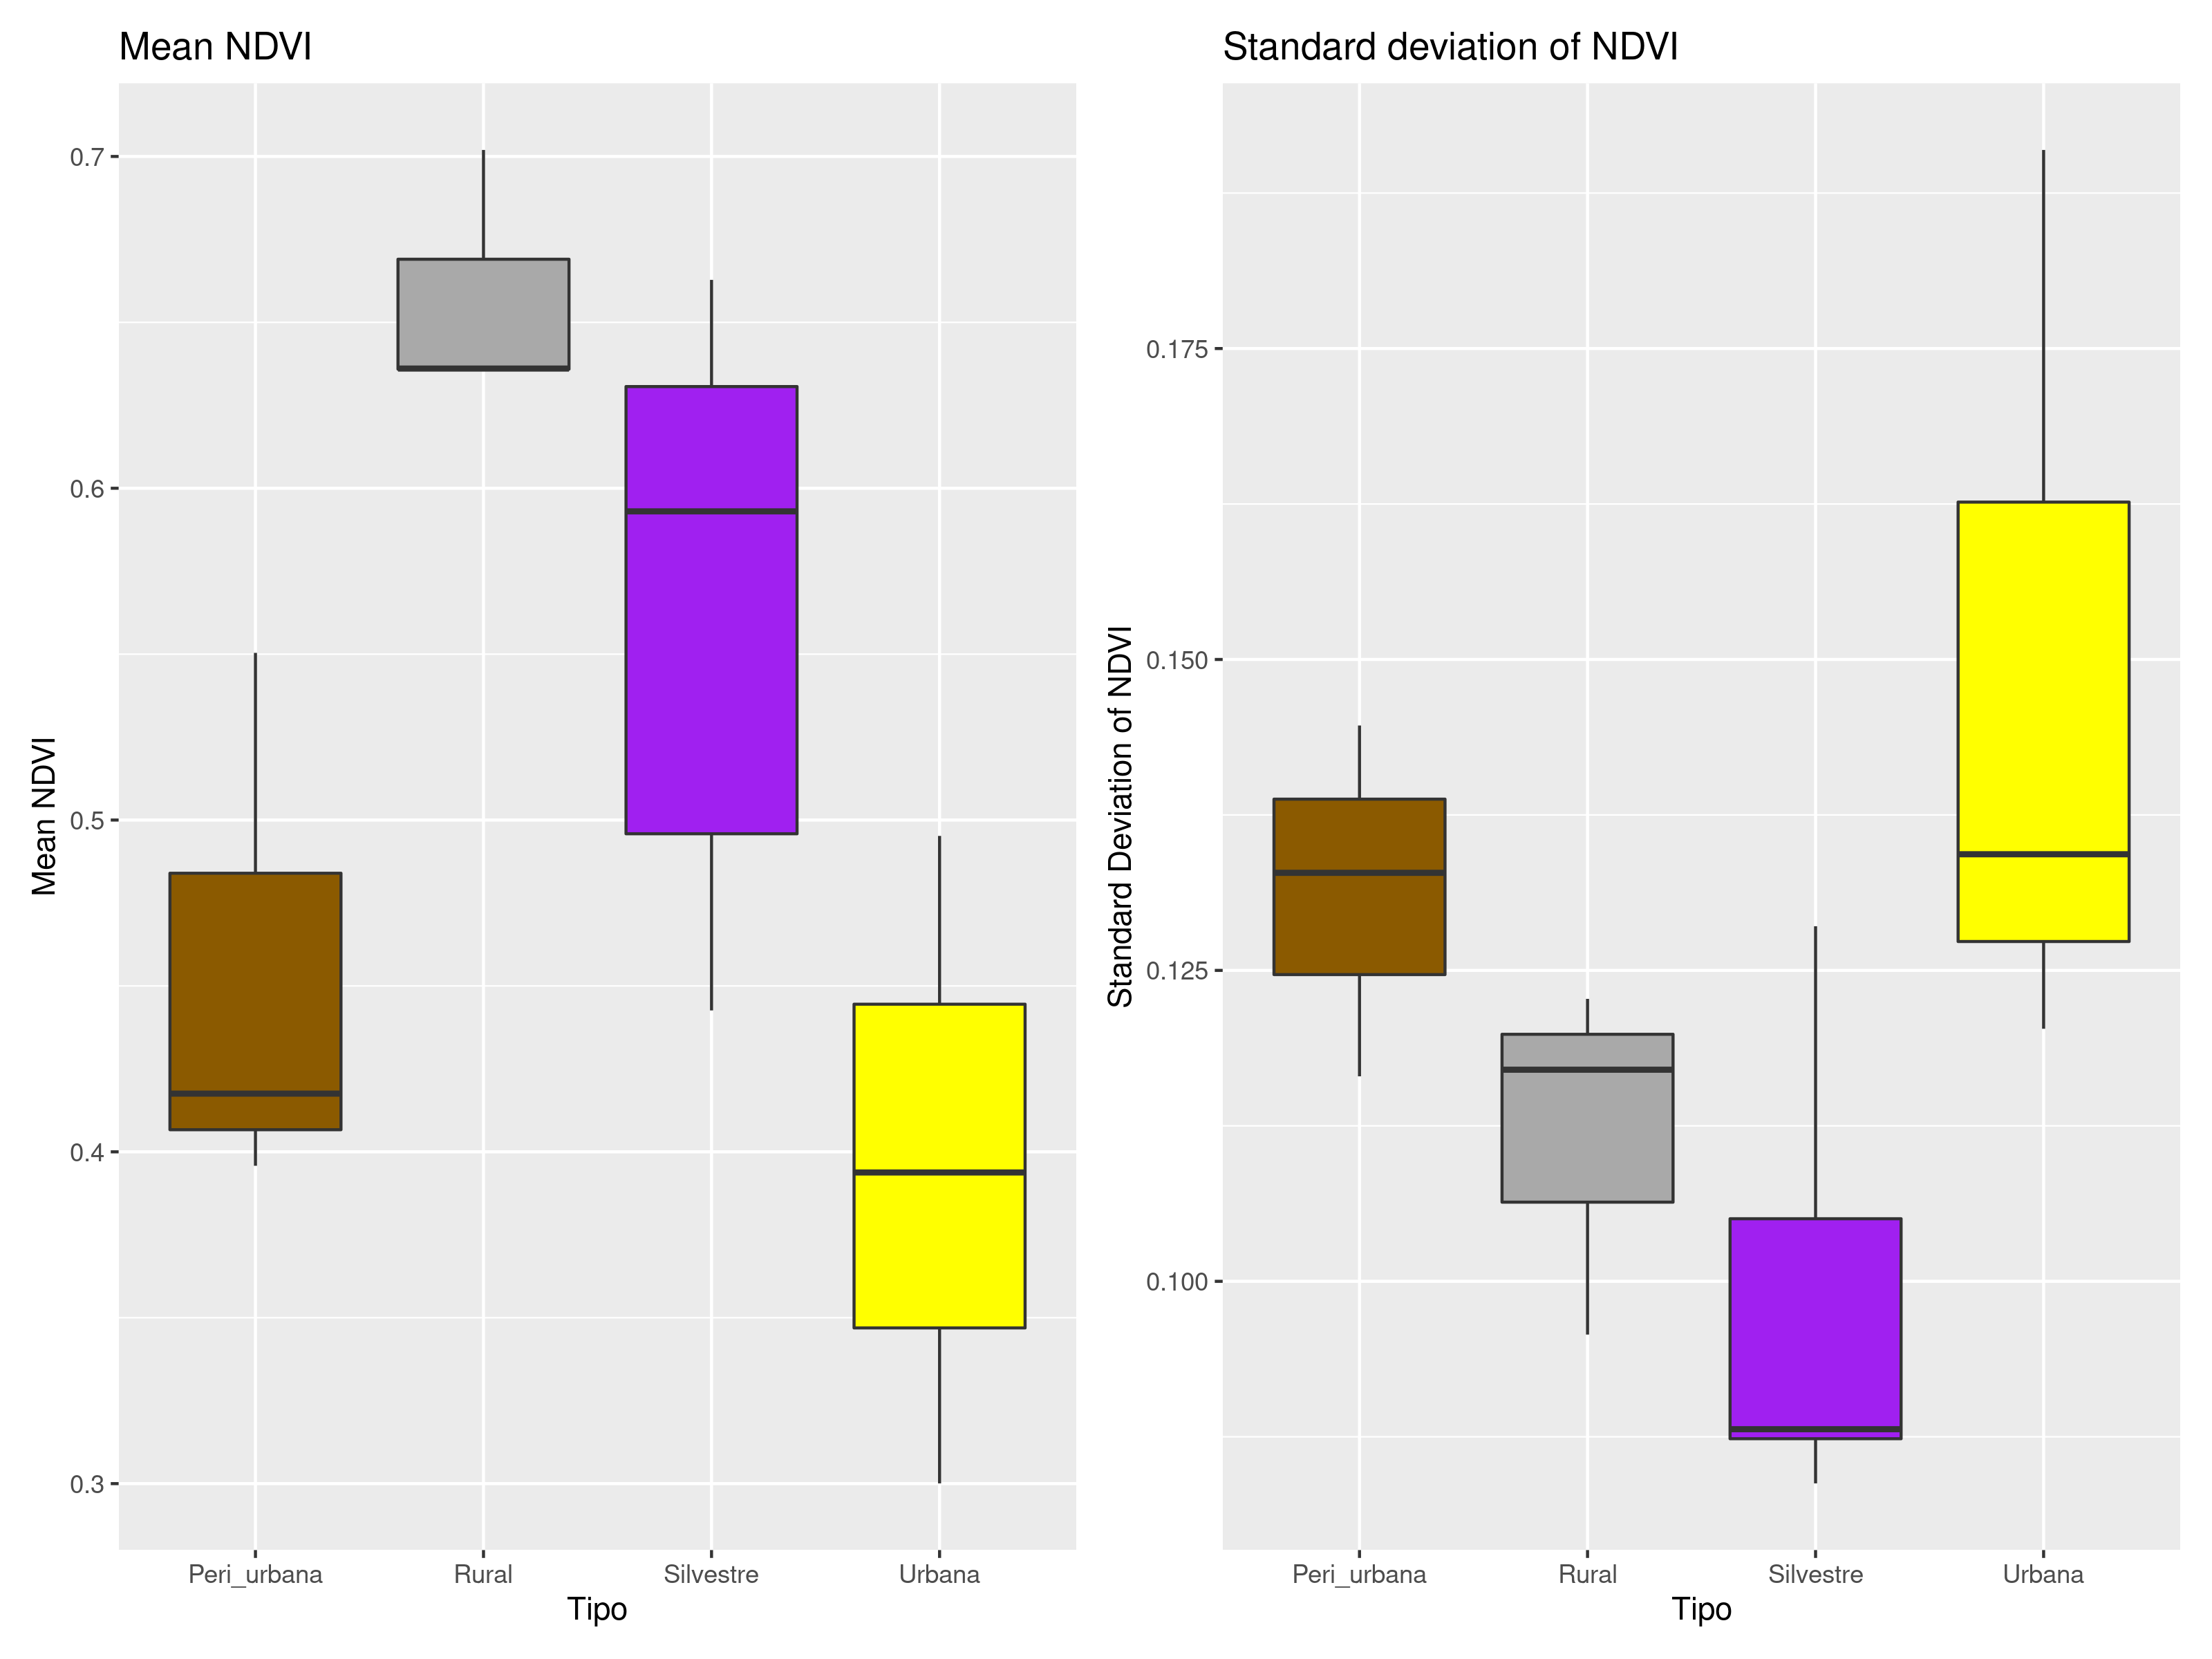 Mean NDVI
Mean NDVI
0.7
0.6
0.5
0.4
0.3
Peri_urbana Rural Silvestre Urbana
Tipo
Standard deviation of NDVI
Standard Deviation of NDVI
0.175
0.150
0.125
0.100
Peri_urbana Rural Silvestre Urbana
Tipo